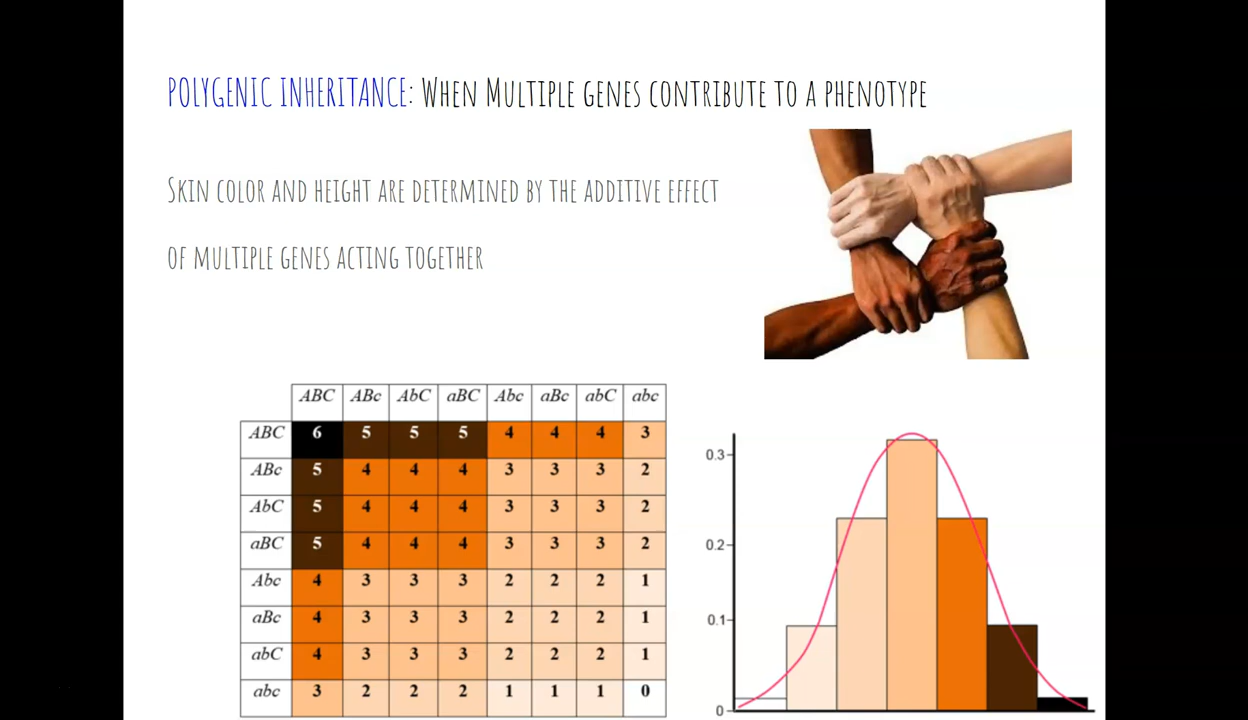 POLYGENIC INHERITANCE: WHEN MULTIPLE GENES CONTRIBUTE TO A PHENOTYPE
SKIN COLOR AND HEIGHT ARE DETERMINED BY THE ADDITIVE EFFECT
OF MULTIPLE GENES ACTING TOGETHER
ABC ABc AbC aBC Abc aBc abC abc
ABC 6 5 5 5 4 4 4 3
ABc 5 4 4 4 3 3 3 2
AbC 5 4 4 4 3 3 3 2
aBC 5 4 4 4 3 3 3 2
Abc 4 3 3 3 2 2 2 1
aBc 4 3 3 3 2 2 2 1
abC 4 3 3 3 2 2 2 1
abc 3 2 2 2 1 1 1 0
0.3
0.2
0.1
0